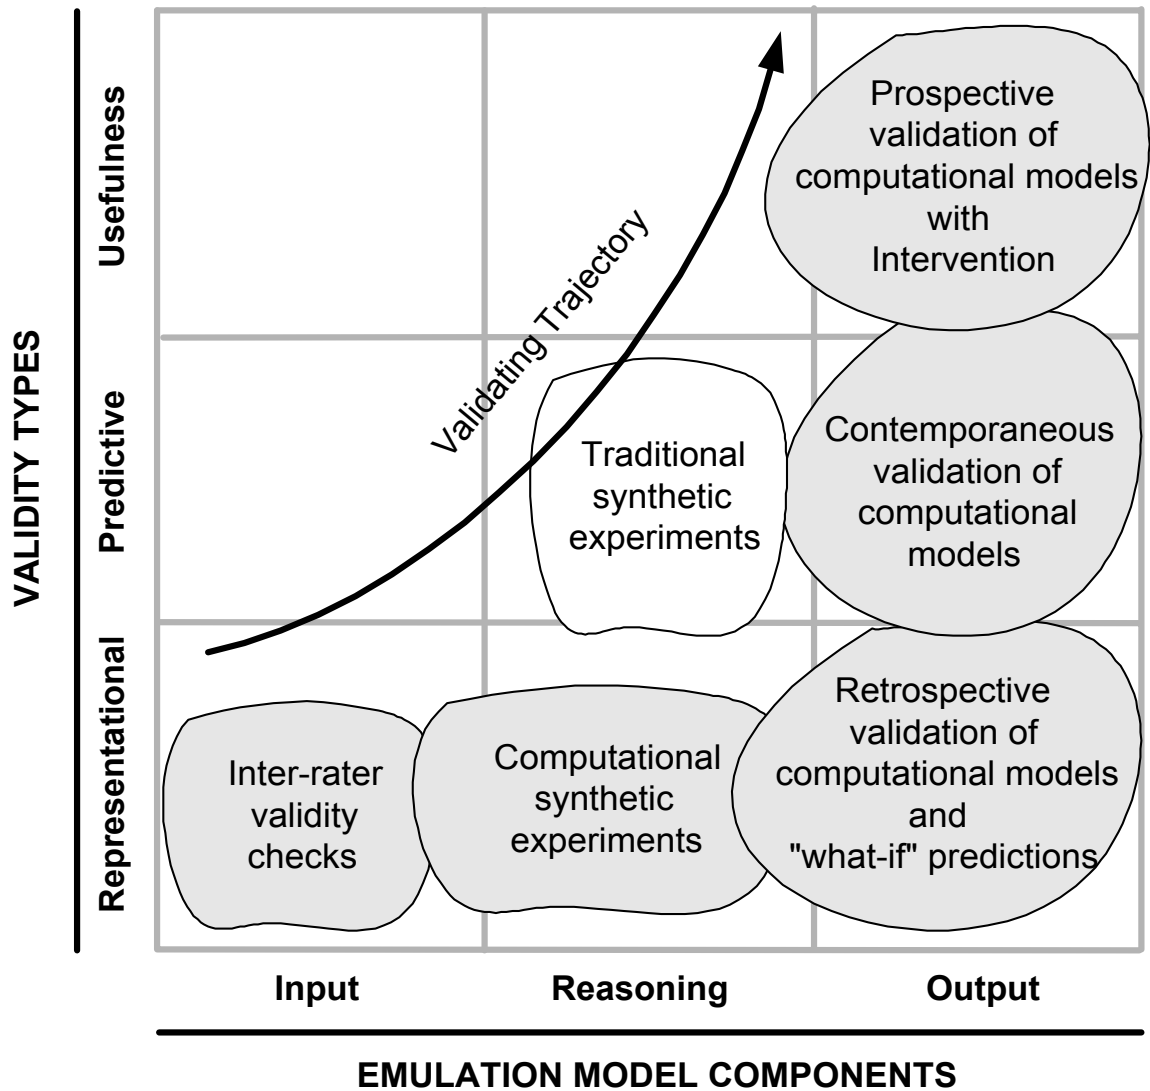 VALIDITY TYPES
Usefulness
Predictive
Representational
Validating Trajectory
Prospective
validation of
computational models
with
Intervention
Traditional
synthetic
experiments
Contemporaneous
validation of
computational
models
Inter-rater
validity
checks
Computational
synthetic
experiments
Retrospective
validation of
computational models
and
"what-if" predictions
Input
Reasoning
Output
EMULATION MODEL COMPONENTS